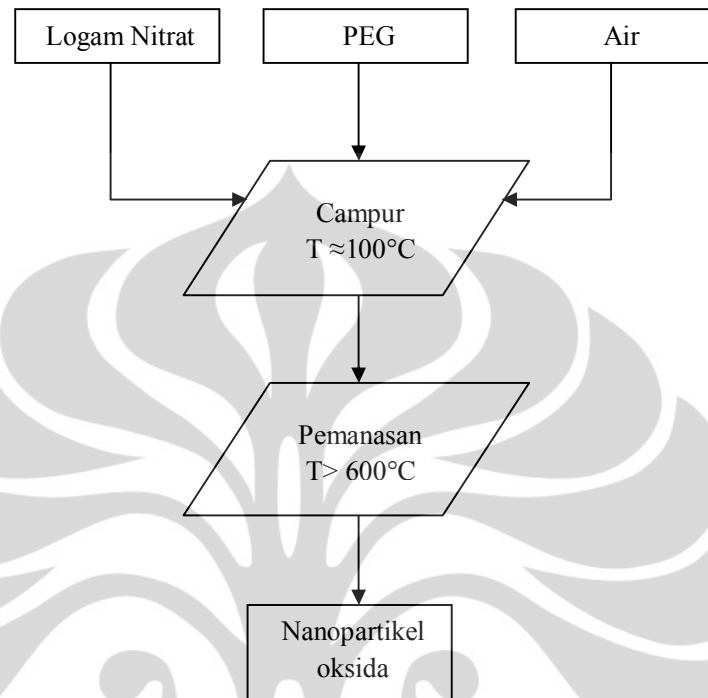 Logam Nitrat
PEG
Air
Campur
T ≈100°C
Pemanasan
T> 600°C
Nanopartikel
oksida